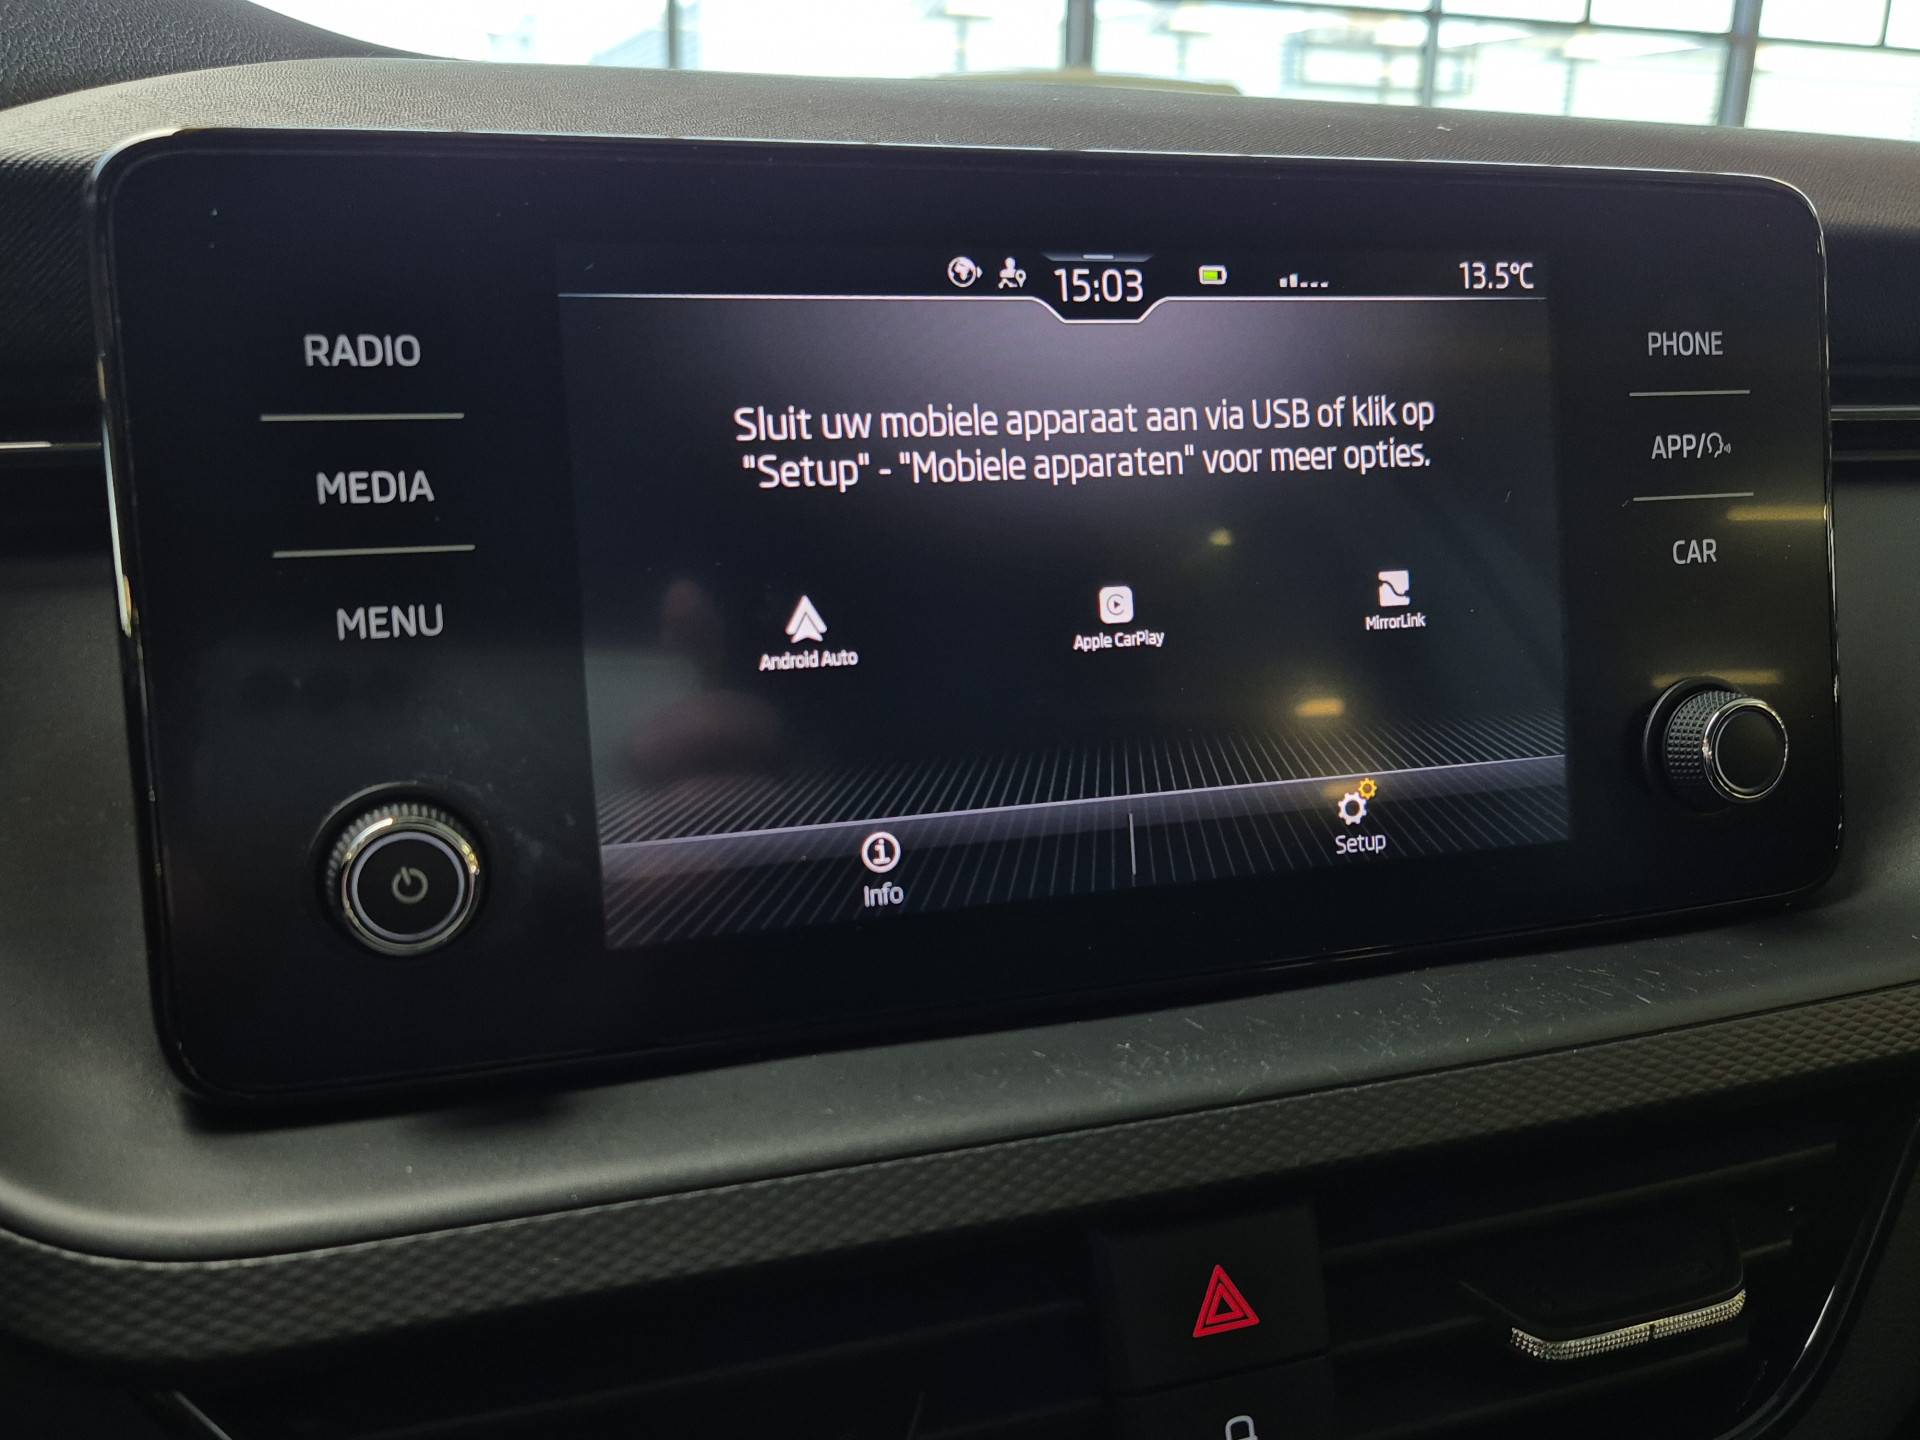 15:03
13.5°C
RADIO
MEDIA
MENU
Sluit uw mobiele apparaat aan via USB of klik op
"Setup" - "Mobiele apparaten" voor meer opties.
Android Auto
Apple CarPlay
MirrorLink
Info
Setup
PHONE
APP/
CAR